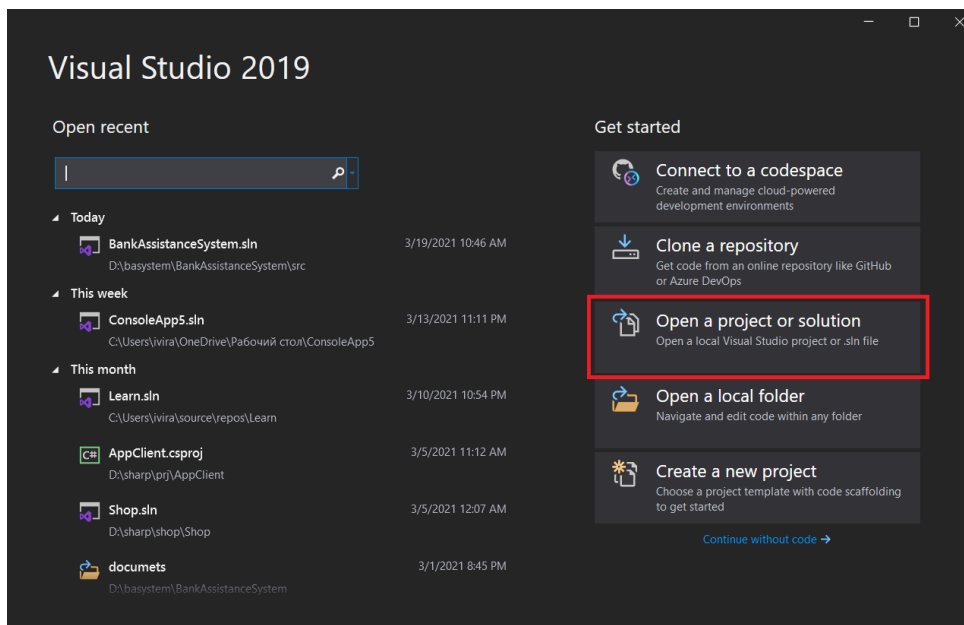 Visual Studio 2019
Open recent
Today
BankAssistanceSystem.sln 3/19/2021 10:46 AM
D:\basystem\BankAssistanceSystem\src
This week
ConsoleApp5.sln 3/13/2021 11:11 PM
C:\Users\ivira\OneDrive\Рабочий стол\ConsoleApp5
This month
Learn.sln 3/10/2021 10:54 PM
C:\Users\ivira\source\repos\Learn
C# AppClient.csproj 3/5/2021 11:12 AM
D:\sharp\prj\AppClient
Shop.sln 3/5/2021 12:07 AM
D:\sharp\shop\Shop
documets 3/1/2021 8:45 PM
D:\basystem\BankAssistanceSystem
Get started
Connect to a codespace
Create and manage cloud-powered
development environments
Clone a repository
Get code from an online repository like GitHub
or Azure DevOps
Open a project or solution
Open a local Visual Studio project or .sln file
Open a local folder
Navigate and edit code within any folder
Create a new project
Choose a project template with code scaffolding
to get started
Continue without code →